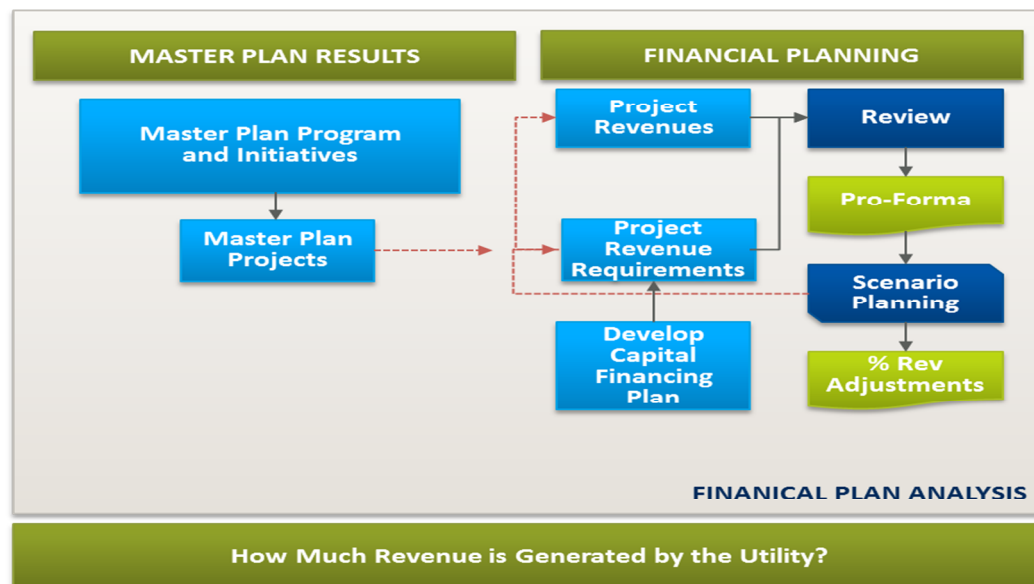 MASTER PLAN RESULTS
Master Plan Program
and Initiatives
Master Plan
Projects
FINANCIAL PLANNING
Project
Revenues
Review
Pro-Forma
Project
Revenue
Requirements
Scenario
Planning
Develop
Capital
Financing
Plan
% Rev
Adjustments
FINANICAL PLAN ANALYSIS
How Much Revenue is Generated by the Utility?